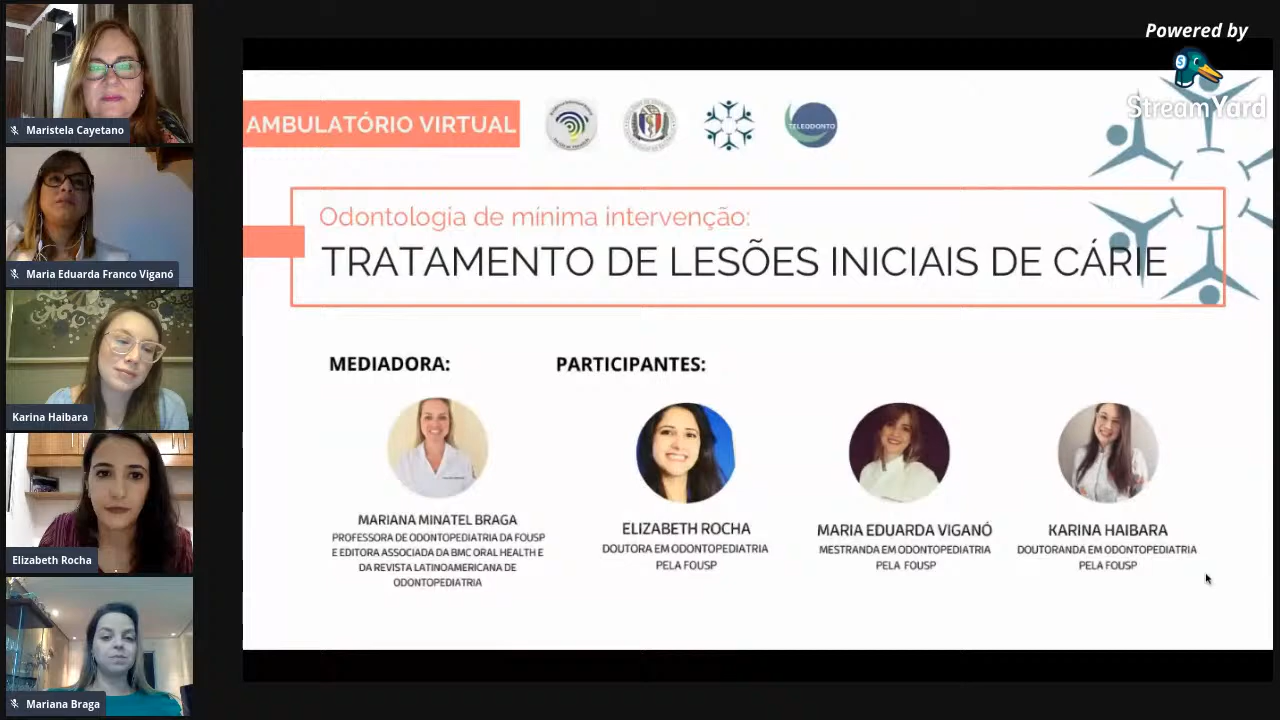 Powered by
StreamYard
AMBULATÓRIO VIRTUAL
TELEODONTO
Odontologia de mínima intervenção:
TRATAMENTO DE LESÕES INICIAIS DE CÁRIE
MEDIADORA:
PARTICIPANTES:
MARIANA MINATEL BRAGA
PROFESSORA DE ODONTOPEDIATRIA DA FOUSP
E EDITORA ASSOCIADA DA BMC ORAL HEALTH E
DA REVISTA LATINOAMERICANA DE
ODONTOPEDIATRIA
ELIZABETH ROCHA
DOUTORA EM ODONTOPEDIATRIA
PELA FOUSP
MARIA EDUARDA VIGANÓ
MESTRANDA EM ODONTOPEDIATRIA
PELA FOUSP
KARINA HAIBARA
DOUTORANDA EM ODONTOPEDIATRIA
PELA FOUSP
Maristela Cayetano
Maria Eduarda Franco Viganó
Karina Haibara
Elizabeth Rocha
Mariana Braga